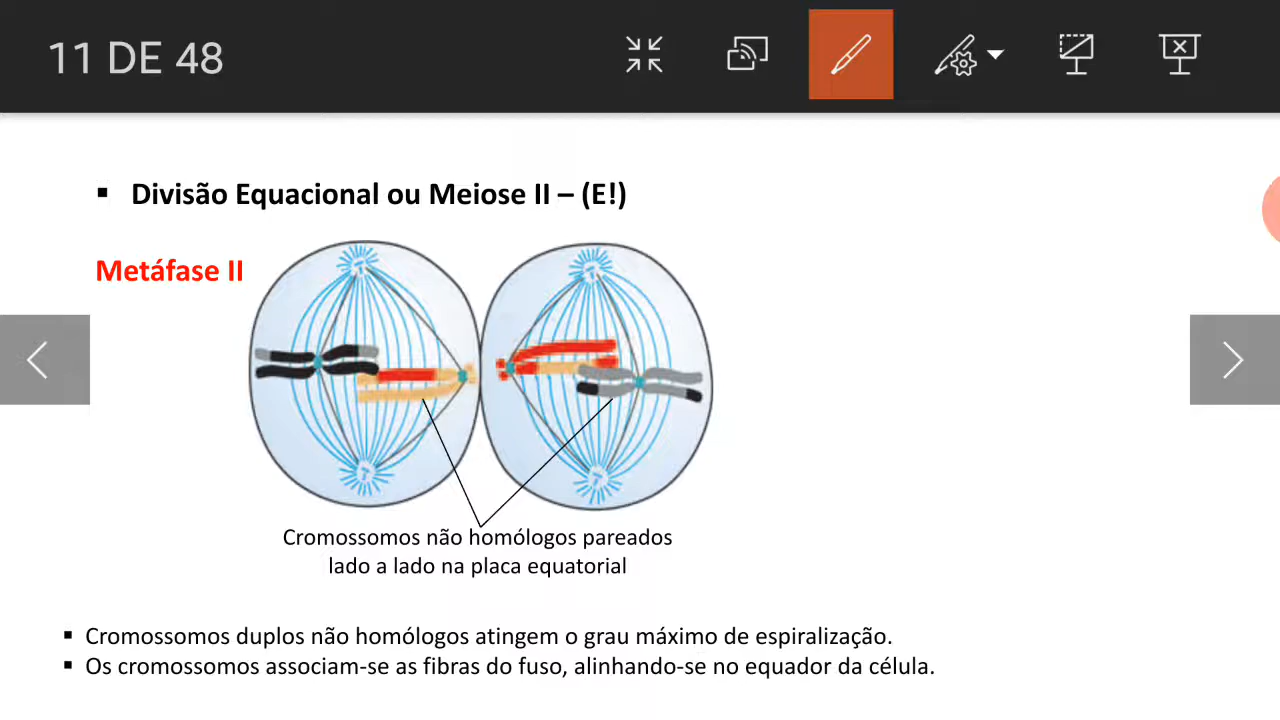 11 DE 48
▪ Divisão Equacional ou Meiose II – (E!)
Metáfase II
Cromossomos não homólogos pareados
lado a lado na placa equatorial
▪ Cromossomos duplos não homólogos atingem o grau máximo de espiralização.
▪ Os cromossomos associam-se as fibras do fuso, alinhando-se no equador da célula.